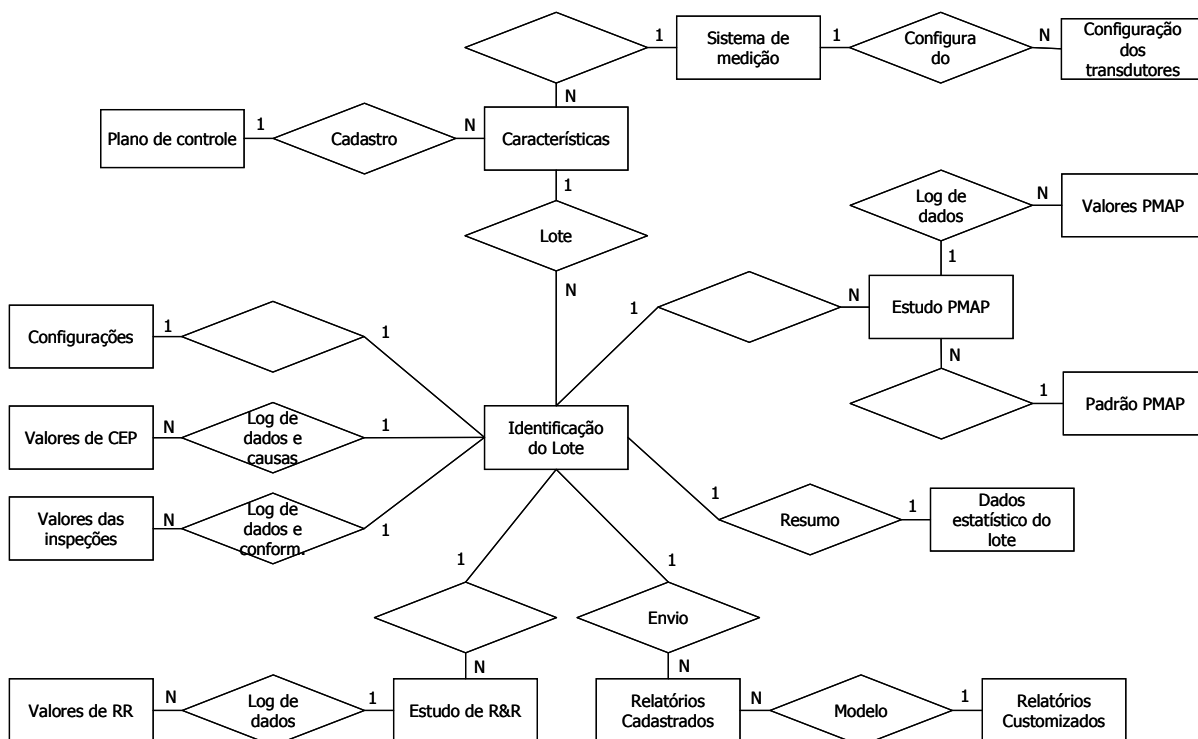 1
Sistema de
medição
1
Configura
do
N
Configuração
dos
transdutores
N
Plano de controle
1
Cadastro
N
Características
1
Lote
N
Log de
dados
N
Valores PMAP
1
Estudo PMAP
N
1
N
1
Padrão PMAP
Configurações
1
1
Valores de CEP
N
Log de
dados e
causas
1
Identificação
do Lote
Valores das
inspeções
N
Log de
dados e
conform.
1
1
Resumo
1
Dados
estatístico do
lote
1
N
1
Envio
N
Valores de RR
N
Log de
dados
1
Estudo de R&R
Relatórios
Cadastrados
N
Modelo
1
Relatórios
Customizados